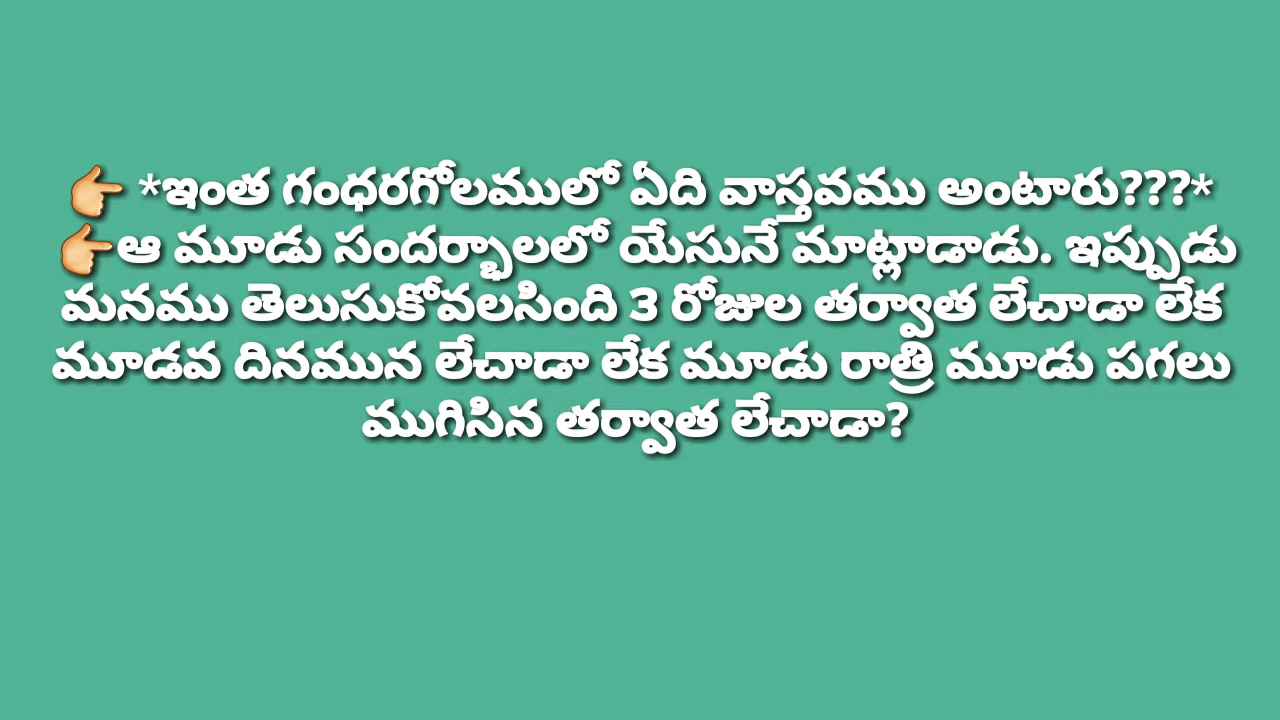 👉 *ఇంత గంధరగోలములో ఏది వాస్తవము అంటారు???*
👉ఆ మూడు సందర్భాలలో యేసునే మాట్లాడాడు. ఇప్పుడు
మనము తెలుసుకోవలసింది 3 రోజుల తర్వాత లేచాడా లేక
మూడవ దినమున లేచాడా లేక మూడు రాత్రి మూడు పగలు
ముగిసిన తర్వాత లేచాడా?